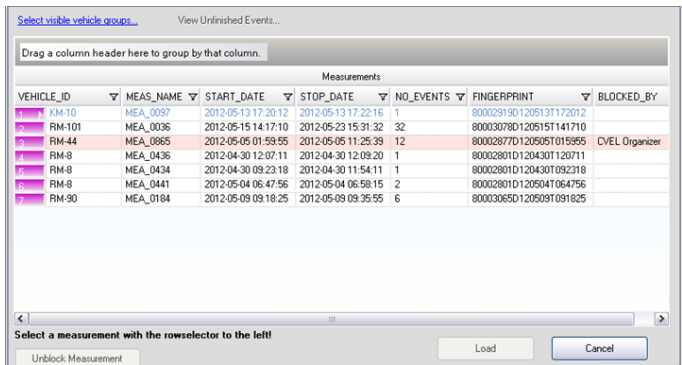 Select visible vehicle groups... View Unfinished Events...
Drag a column header here to group by that column.
Measurements
VEHICLE_ID MEAS_NAME START_DATE STOP_DATE NO_EVENTS FINGERPRINT BLOCKED_BY
1 KM-10 MEA_0097 2012-05-13 17:20:12 2012-05-13 17:22:16 1 80002919D120513T172012
2 RM-101 MEA_0036 2012-05-15 14:17:10 2012-05-23 15:31:32 32 80003078D120515T141710
3 RM-44 MEA_0865 2012-05-05 01:59:55 2012-05-05 11:25:39 12 80002877D120505T015955 CVEL Organizer
4 RM-8 MEA_0436 2012-04-30 12:07:11 2012-04-30 12:09:20 1 80002801D120430T120711
5 RM-8 MEA_0434 2012-04-30 09:23:18 2012-04-30 11:54:11 1 80002801D120430T092318
6 RM-8 MEA_0441 2012-05-04 06:47:56 2012-05-04 06:58:15 2 80002801D120504T064756
7 RM-90 MEA_0184 2012-05-09 09:18:25 2012-05-09 09:35:55 6 80003065D120509T091825
Select a measurement with the rowselector to the left!
Load Cancel
Unblock Measurement